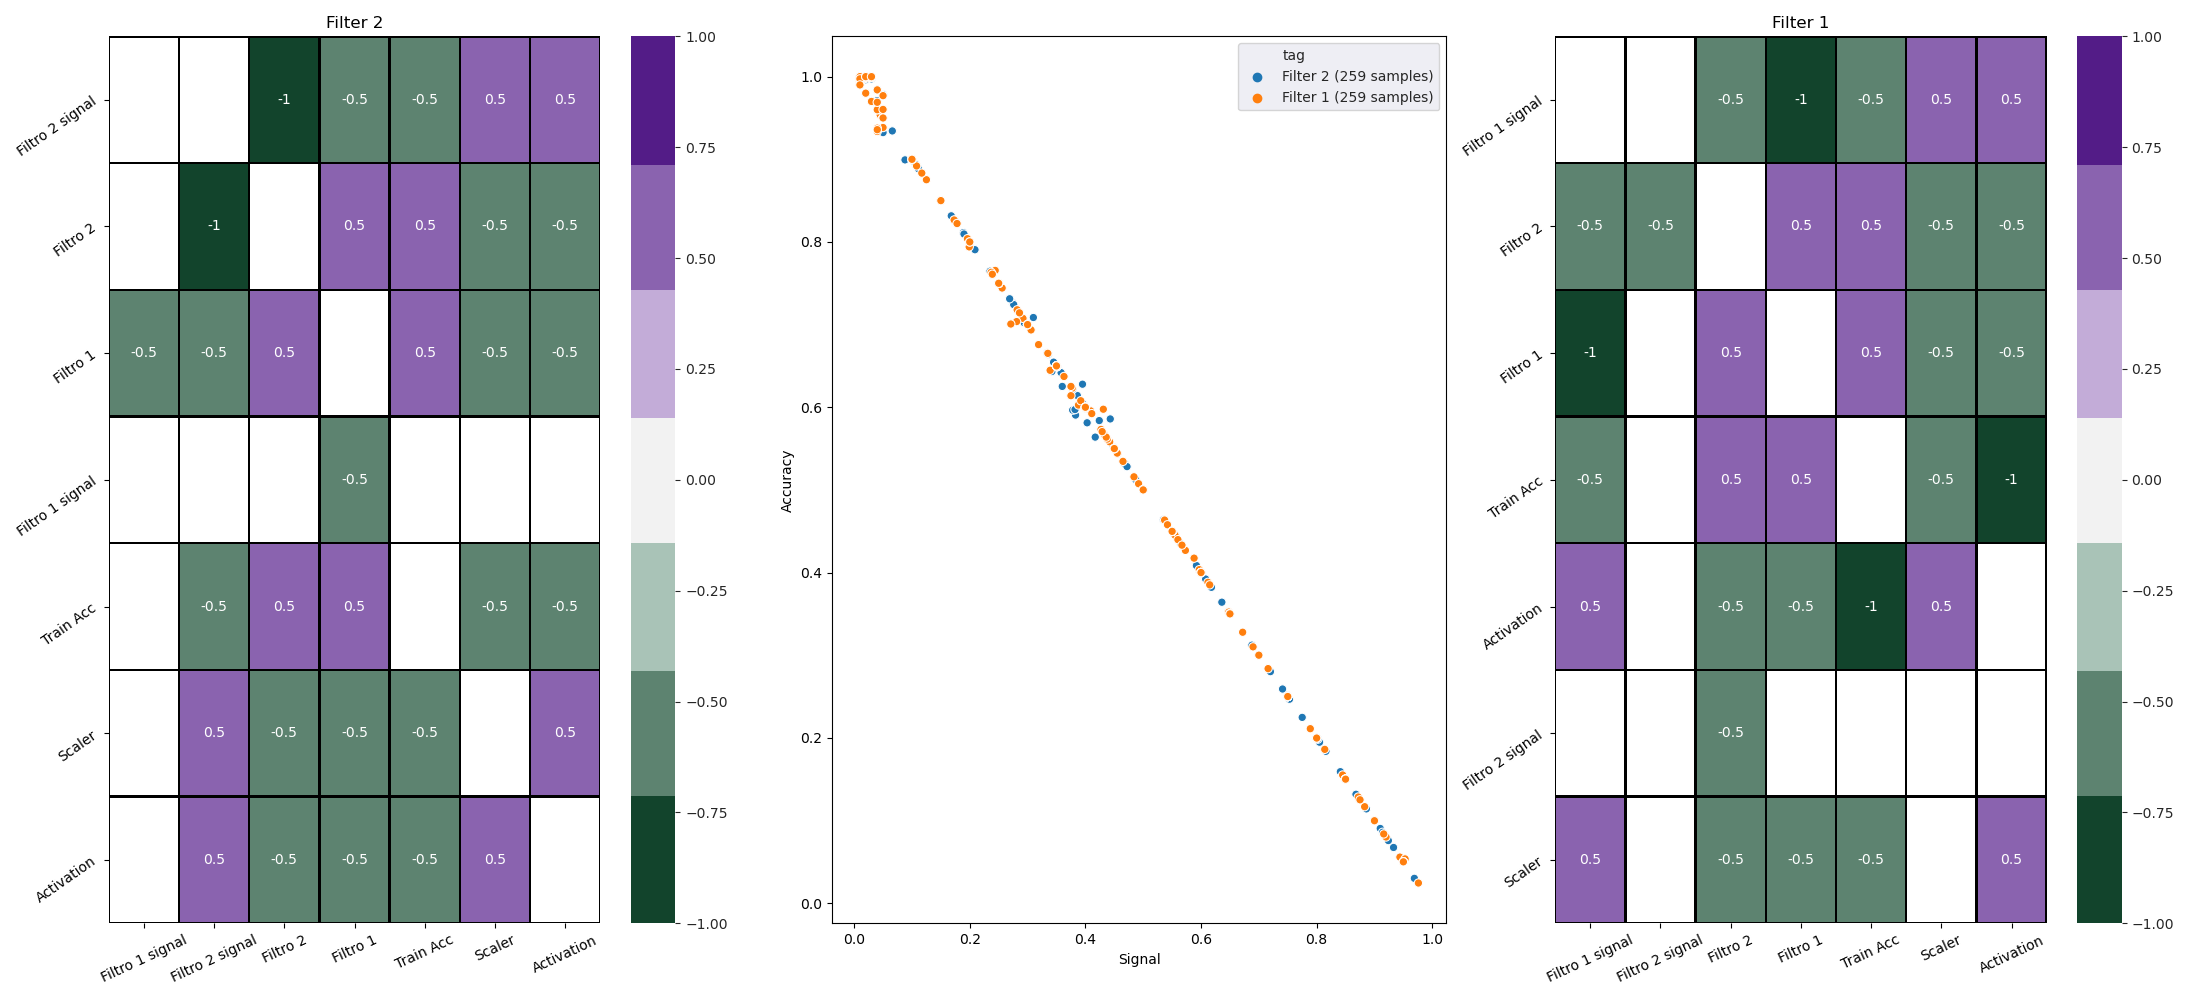 Filter 2
Filtro 2 signal
-1 -0.5 -0.5 0.5 0.5
Filtro 2
-1 0.5 0.5 -0.5 -0.5
Filtro 1
-0.5 -0.5 0.5 0.5 -0.5 -0.5
Filtro 1 signal
-0.5
Train Acc
-0.5 0.5 0.5 -0.5 -0.5
Scaler
0.5 -0.5 -0.5 -0.5 0.5
Activation
0.5 -0.5 -0.5 -0.5 0.5
Filtro 1 signal
Filtro 2 signal
Filtro 2
Filtro 1
Train Acc
Scaler
Activation
1.00
0.75
0.50
0.25
0.00
−0.25
−0.50
−0.75
−1.00
tag
Filter 2 (259 samples)
Filter 1 (259 samples)
Accuracy
1.0
0.8
0.6
0.4
0.2
0.0
0.0 0.2 0.4 0.6 0.8 1.0
Signal
Filter 1
Filtro 1 signal
-0.5 -1 -0.5 0.5 0.5
Filtro 2
-0.5 -0.5 0.5 0.5 -0.5 -0.5
Filtro 1
-1 0.5 0.5 -0.5 -0.5
Train Acc
-0.5 0.5 0.5 -0.5 -1
Activation
0.5 -0.5 -0.5 -1 0.5
Filtro 2 signal
-0.5
Scaler
0.5 -0.5 -0.5 -0.5 0.5
Filtro 1 signal
Filtro 2 signal
Filtro 2
Filtro 1
Train Acc
Scaler
Activation
1.00
0.75
0.50
0.25
0.00
−0.25
−0.50
−0.75
−1.00